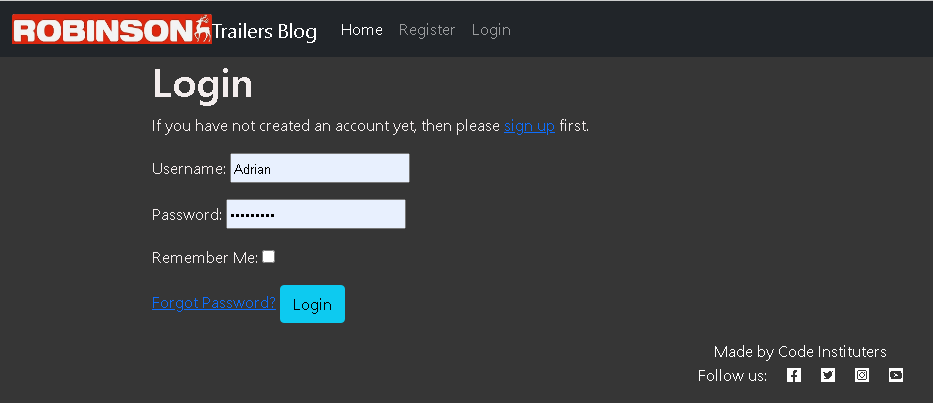 ROBINSON Trailers Blog Home Register Login
Login
If you have not created an account yet, then please sign up first.
Username: Adrian
Password: •••••••••
Remember Me:
Forgot Password? Login
Made by Code Instituters
Follow us: